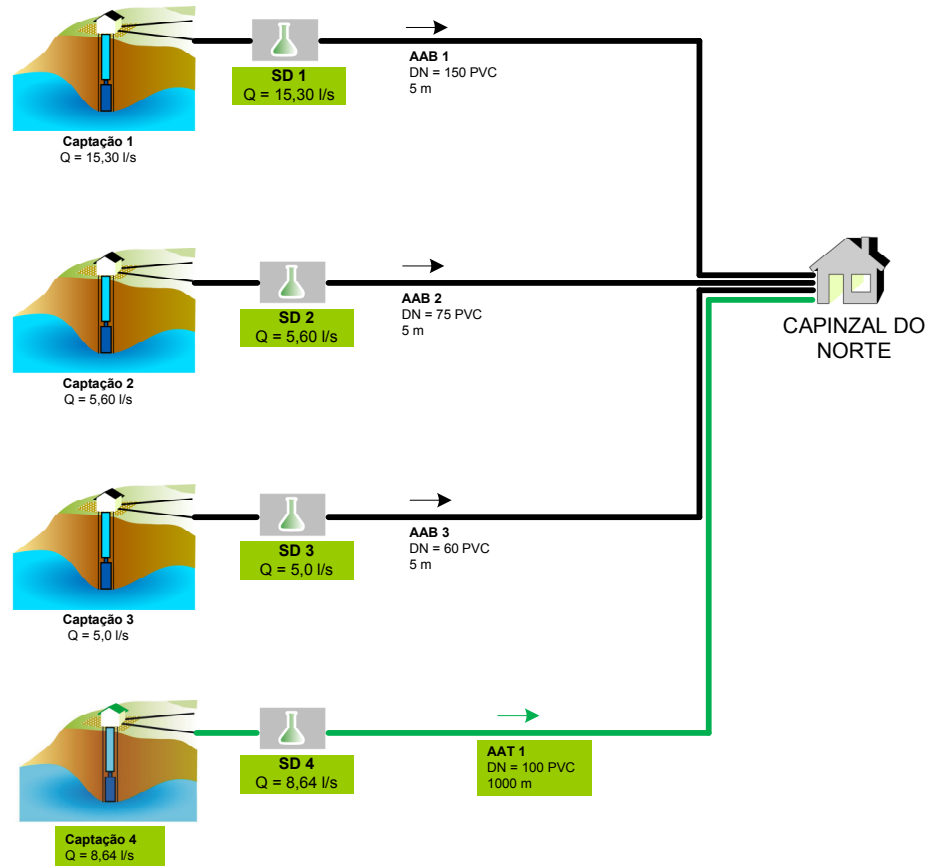 SD 1
Q = 15,30 l/s
AAB 1
DN = 150 PVC
5 m
Captação 1
Q = 15,30 l/s
SD 2
Q = 5,60 l/s
AAB 2
DN = 75 PVC
5 m
Captação 2
Q = 5,60 l/s
CAPINZAL DO
NORTE
SD 3
Q = 5,0 l/s
AAB 3
DN = 60 PVC
5 m
Captação 3
Q = 5,0 l/s
SD 4
Q = 8,64 l/s
AAT 1
DN = 100 PVC
1000 m
Captação 4
Q = 8,64 l/s